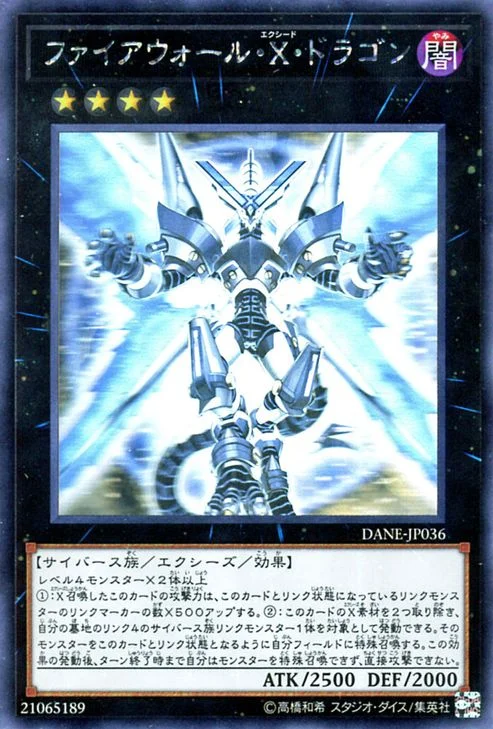 ファイアウォール・X・ドラゴン
エクシード
闇
やみ
DANE-JP036
【サイバース族／エクシーズ／効果】
レベル４モンスター×２体以上
①:X召喚したこのカードの攻撃力は、このカードとリンク状態になっているリンクモン
スターのリンクマーカーの数×500アップする。②:このカードのX素材を２つ取り除き、
自分の墓地のリンク４のサイバース族リンクモンスター１体を対象として発動できる。その
モンスターをこのカードとリンク状態となるように自分フィールドに特殊召喚する。この効
果の発動後、ターン終了時まで自分はモンスターを特殊召喚できず、直接攻撃できない。
ATK/2500 DEF/2000
21065189
©高橋和希 スタジオ・ダイス/集英社